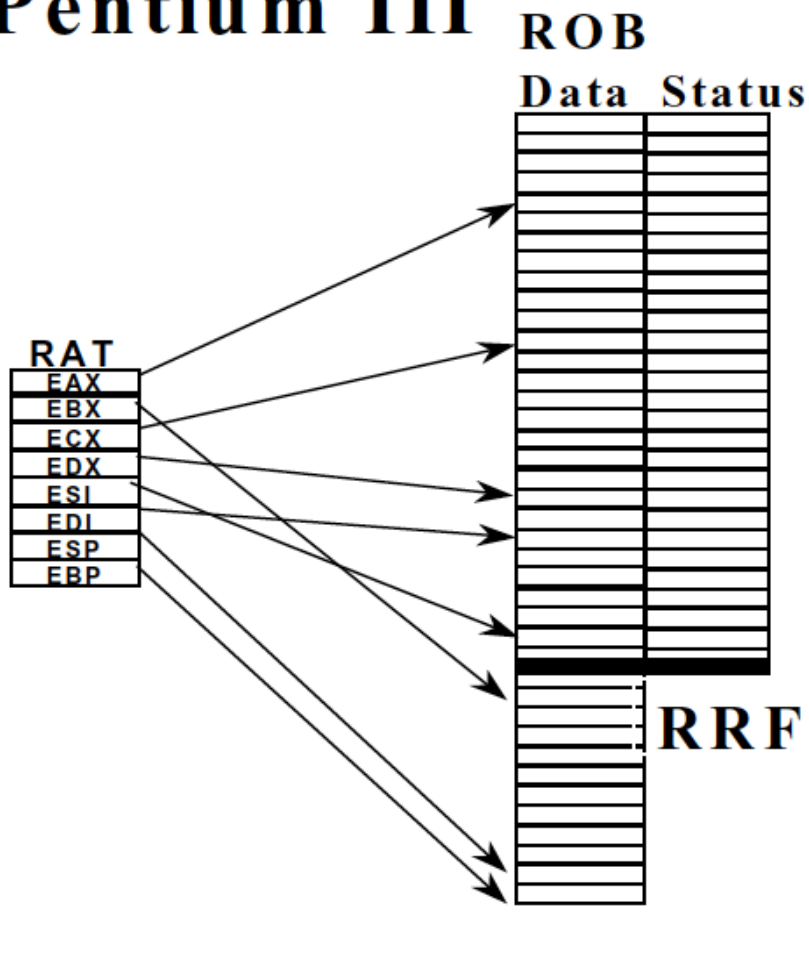 Pentium III
ROB
Data Status
RAT
EAX
EBX
ECX
EDX
ESI
EDI
ESP
EBP
RRF